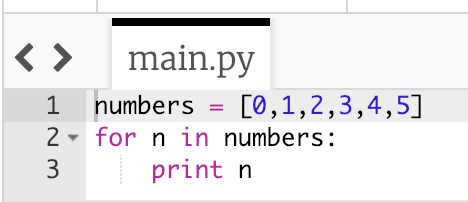 main.py
1 numbers = [0,1,2,3,4,5]
2 for n in numbers:
3     print n